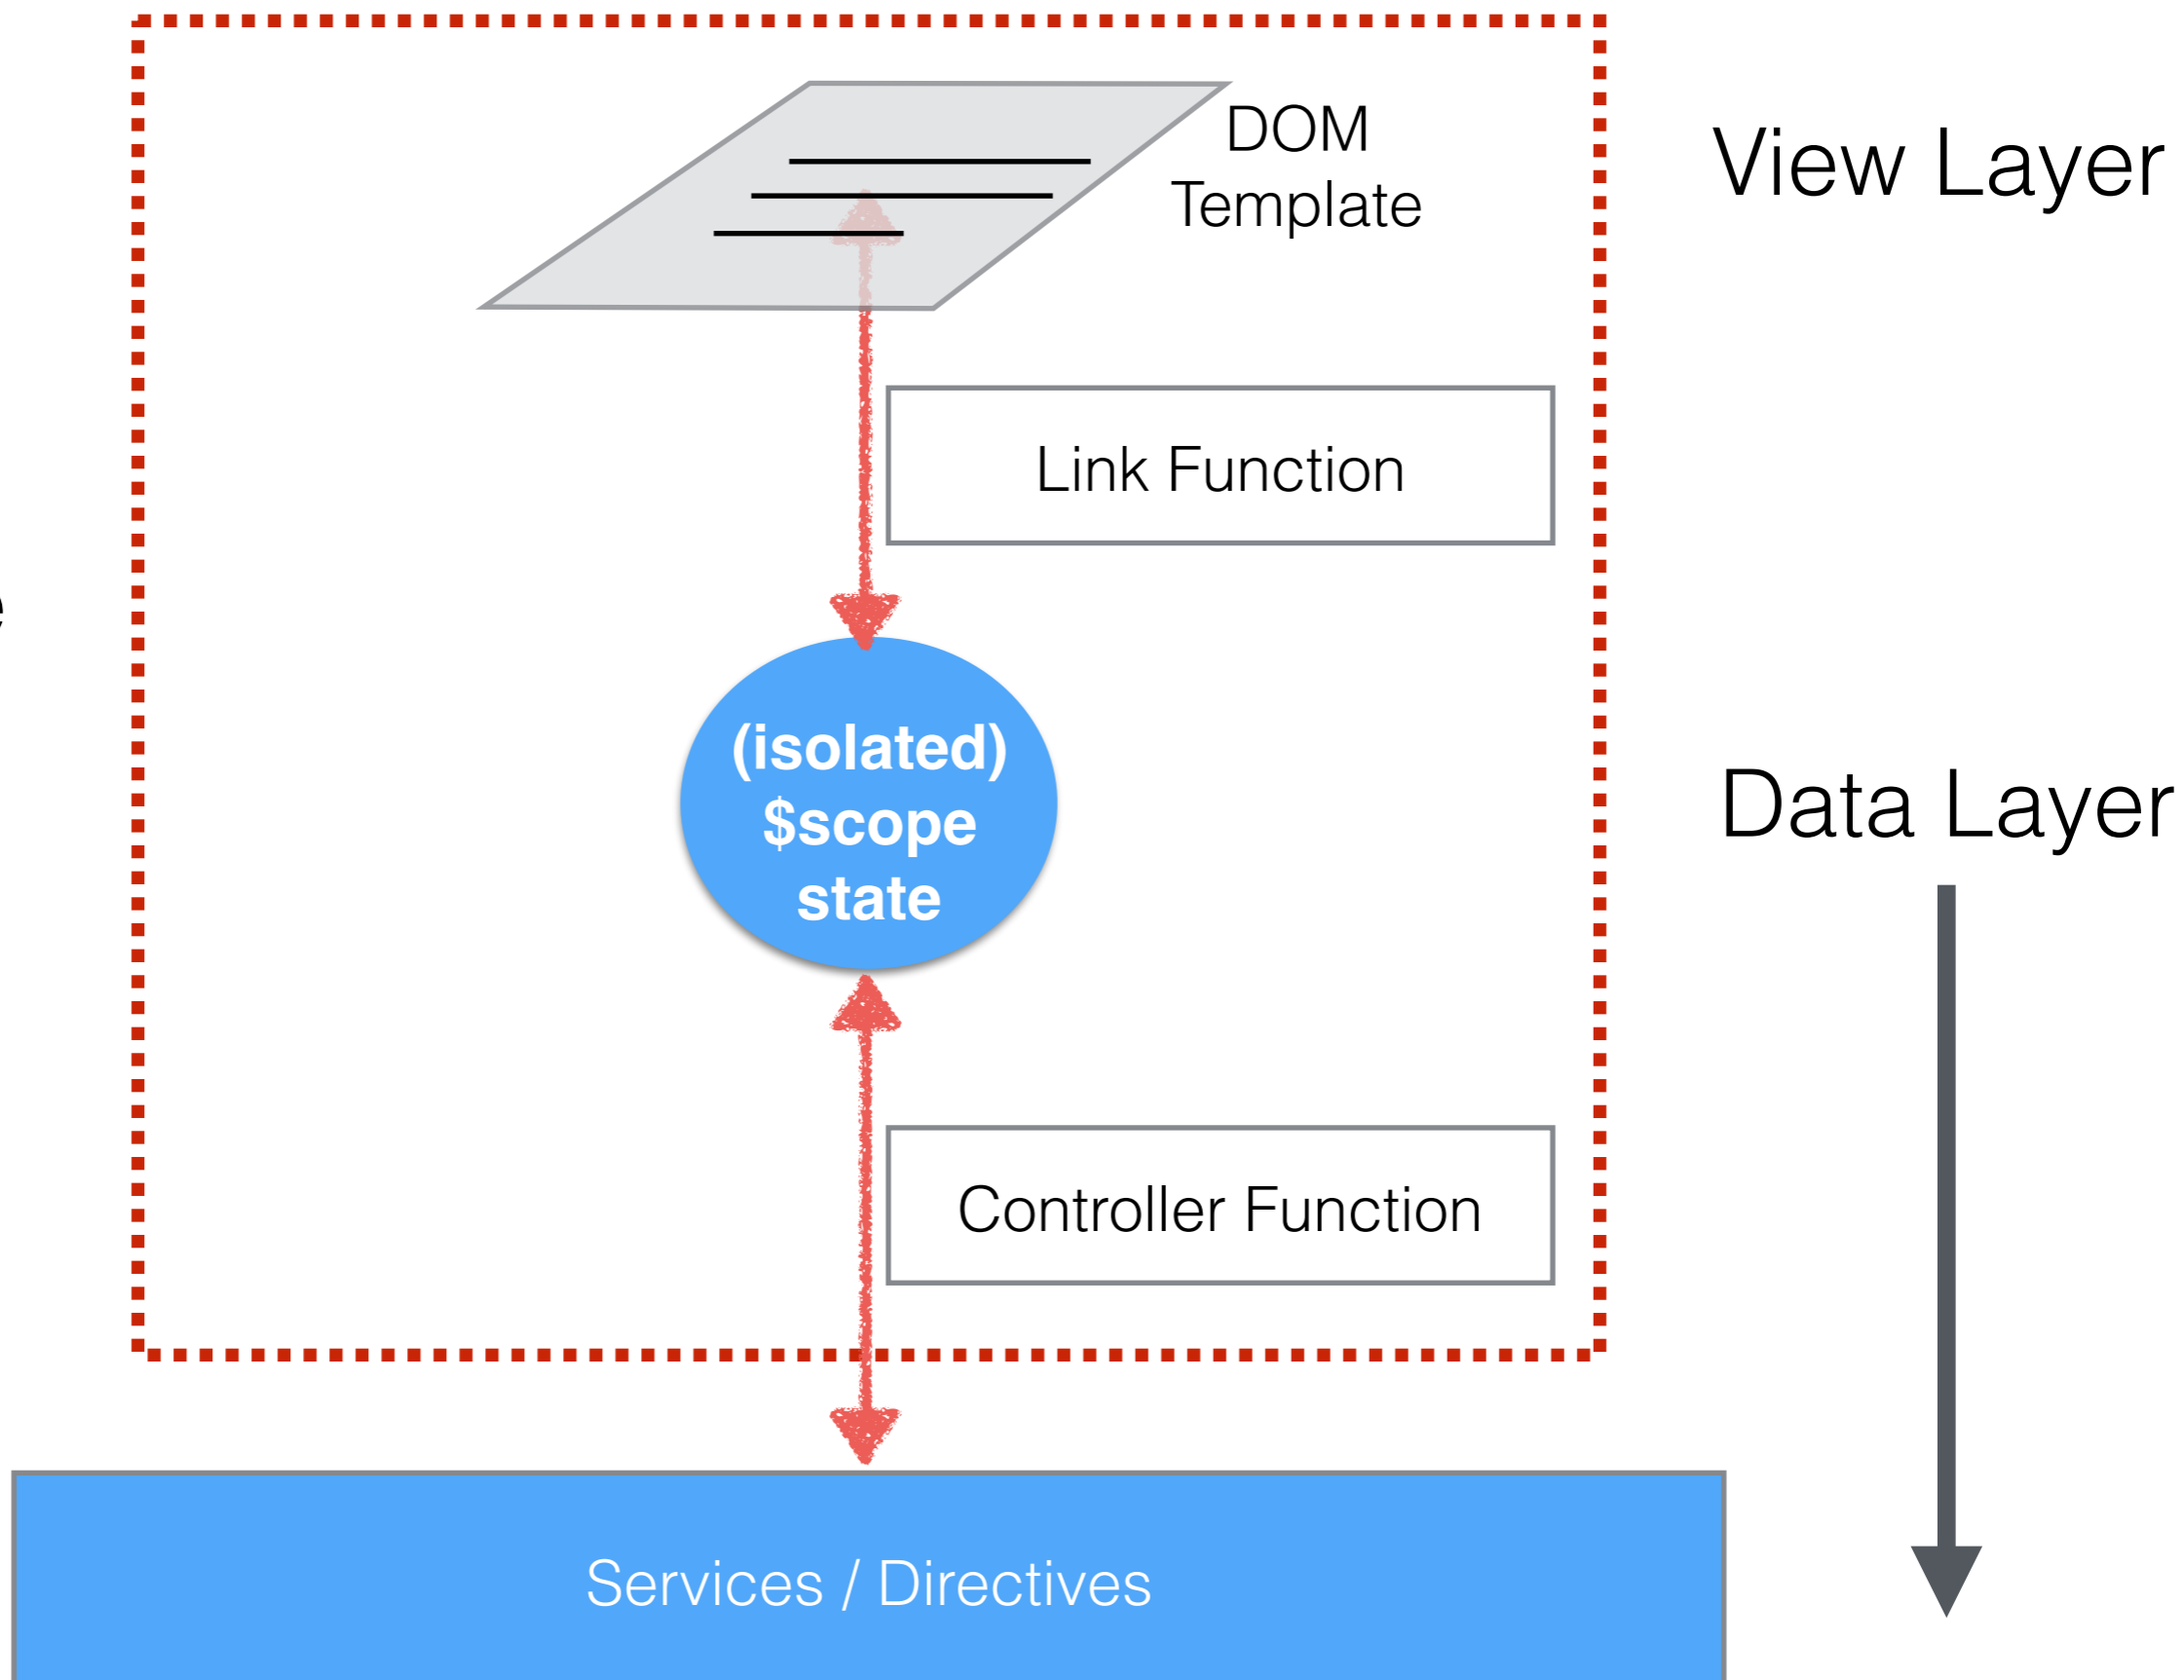 DOM
Template
View Layer
Link Function
(isolated)
$scope
state
Data Layer
Controller Function
Services / Directives